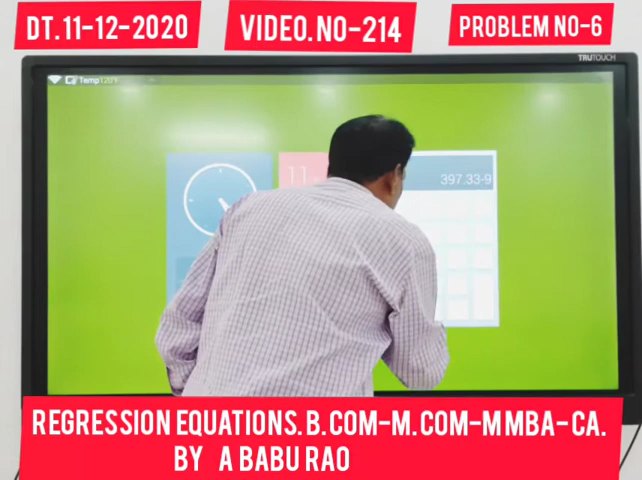 DT.11-12-2020
VIDEO.NO-214
PROBLEM NO-6
TRUTOUCH
11-
397.33-9
REGRESSION EQUATIONS. B. COM-M. COM-M MBA-CA.
BY A BABU RAO